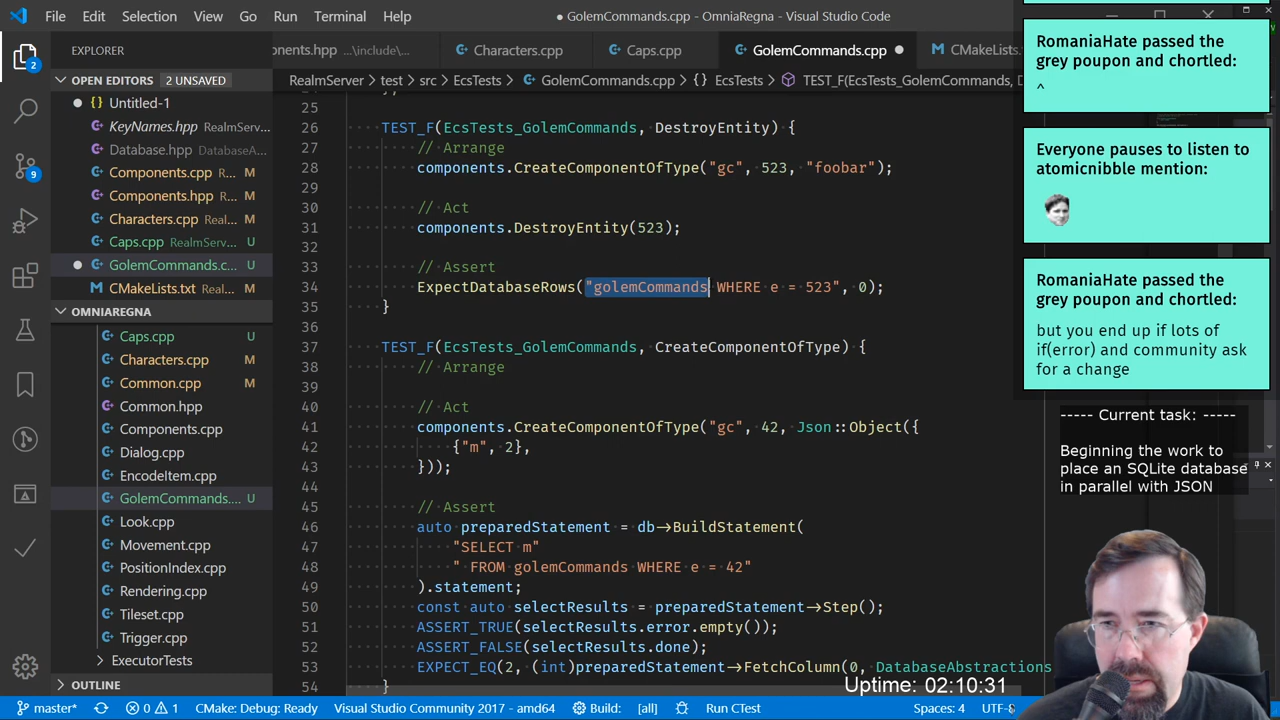 File Edit Selection View Go Run Terminal Help
● GolemCommands.cpp - OmniaRegna - Visual Studio Code
EXPLORER
OPEN EDITORS 2 UNSAVED
Untitled-1
KeyNames.hpp RealmServ...
Database.hpp DatabaseA...
Components.cpp R...
Components.hpp R...
Characters.cpp Real...
Caps.cpp RealmServ... U
GolemCommands.c... U
CMakeLists.txt Rea... M
OMNIAREGNA
Caps.cpp U
Characters.cpp M
Common.cpp M
Common.hpp
Components.cpp
Dialog.cpp
EncodeItem.cpp
GolemCommands.... U
Look.cpp
Movement.cpp
PositionIndex.cpp
Rendering.cpp
Tileset.cpp
Trigger.cpp
ExecutorTests
OUTLINE
2
9
onents.hpp ...\include\... Characters.cpp Caps.cpp GolemCommands.cpp ● CMakeLists.
RealmServer > test > src > EcsTests > GolemCommands.cpp > {} EcsTests > TEST_F(EcsTests_GolemCommands, D
25
26 TEST_F(EcsTests_GolemCommands, DestroyEntity) {
27 // Arrange
28 components.CreateComponentOfType("gc", 523, "foobar");
29
30 // Act
31 components.DestroyEntity(523);
32
33 // Assert
34 ExpectDatabaseRows("golemCommands WHERE e = 523", 0);
35 }
36
37 TEST_F(EcsTests_GolemCommands, CreateComponentOfType) {
38 // Arrange
39
40 // Act
41 components.CreateComponentOfType("gc", 42, Json::Object({
42 {"m", 2},
43 }));
44
45 // Assert
46 auto preparedStatement = db->BuildStatement(
47 "SELECT m"
48 " FROM golemCommands WHERE e = 42"
49 ).statement;
50 const auto selectResults = preparedStatement->Step();
51 ASSERT_TRUE(selectResults.error.empty());
52 ASSERT_FALSE(selectResults.done);
53 EXPECT_EQ(2, (int)preparedStatement->FetchColumn(0, DatabaseAbstractions
54 }
RomaniaHate passed the
grey poupon and chortled:
^
Everyone pauses to listen to
atomicnibble mention:
RomaniaHate passed the
grey poupon and chortled:
but you end up if lots of
if(error) and community ask
for a change
----- Current task: -----
Beginning the work to
place an SQLite database
in parallel with JSON
Uptime: 02:10:31
master* 0 1 CMake: Debug: Ready Visual Studio Community 2017 - amd64 Build: [all] Run CTest Spaces: 4 UTF-8